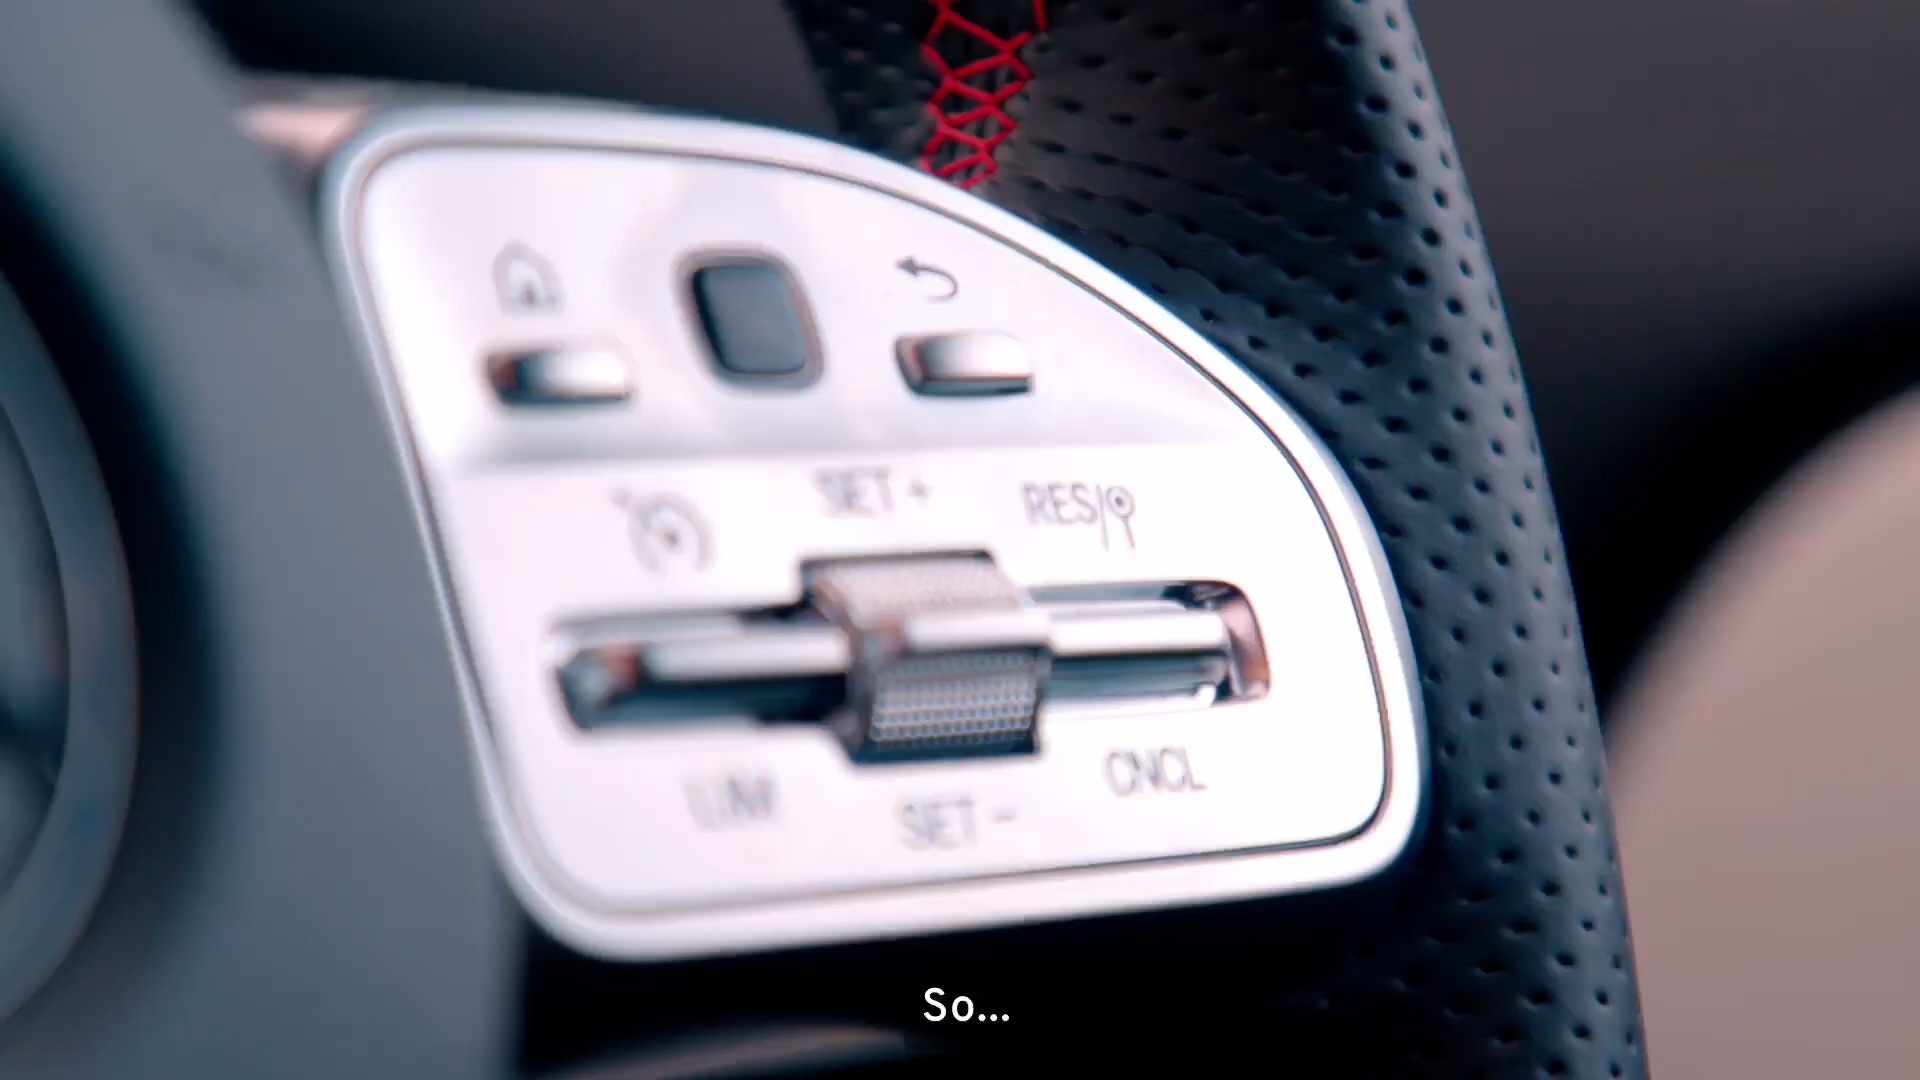 SET +
RES/
LIM
SET -
CNCL
So...